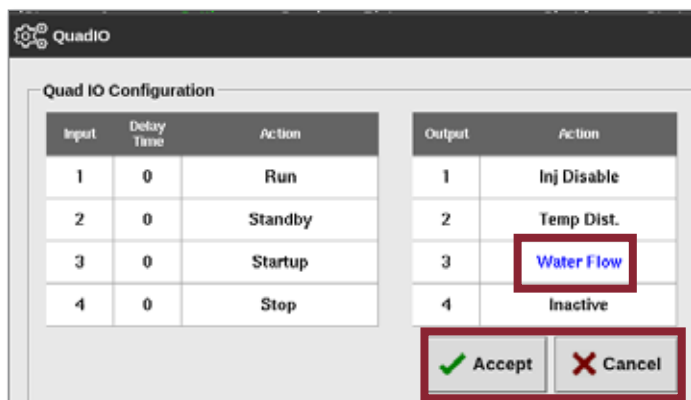 QuadIO
Quad IO Configuration
Input Delay Time Action Output Action
1 0 Run 1 Inj Disable
2 0 Standby 2 Temp Dist.
3 0 Startup 3 Water Flow
4 0 Stop 4 Inactive
Accept Cancel